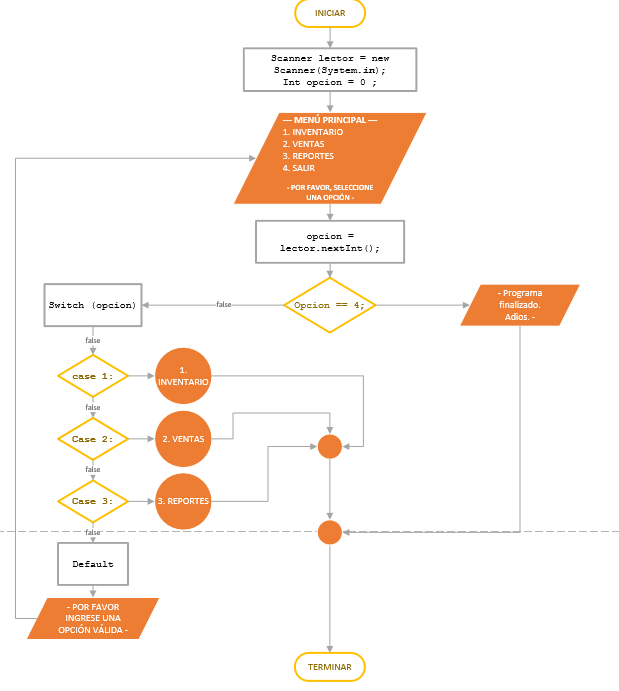 INICIAR
Scanner lector = new
Scanner(System.in);
Int opcion = 0 ;
--- MENÚ PRINCIPAL ---
1. INVENTARIO
2. VENTAS
3. REPORTES
4. SALIR
- POR FAVOR, SELECCIONE
UNA OPCIÓN -
opcion =
lector.nextInt();
Opcion == 4;
false
Switch (opcion)
- Programa
finalizado.
Adios. -
false
case 1:
1.
INVENTARIO
false
Case 2:
2. VENTAS
false
Case 3:
3. REPORTES
false
Default
- POR FAVOR
INGRESE UNA
OPCIÓN VÁLIDA -
TERMINAR